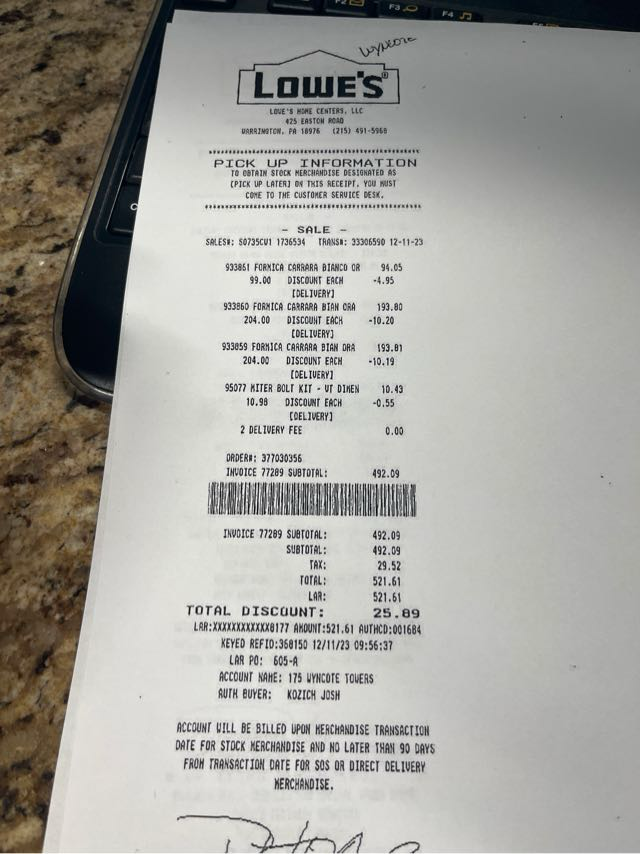 F2
F3
F4
WYNCOTE
LOWE'S®
LOWE'S HOME CENTERS, LLC
425 EASTON ROAD
WARRINGTON, PA 18976 (215) 491-5968
PICK UP INFORMATION
TO OBTAIN STOCK MERCHANDISE DESIGNATED AS
[PICK UP LATER] ON THIS RECEIPT, YOU MUST
COME TO THE CUSTOMER SERVICE DESK.
- SALE -
SALES#: S0735CW1 1736534 TRANS#: 33306590 12-11-23
933861 FORMICA CARRARA BIANCO OR 94.05
99.00 DISCOUNT EACH -4.95
[DELIVERY]
933860 FORMICA CARRARA BIAN ORA 193.80
204.00 DISCOUNT EACH -10.20
[DELIVERY]
933859 FORMICA CARRARA BIAN ORA 193.81
204.00 DISCOUNT EACH -10.19
[DELIVERY]
95077 MITER BOLT KIT - VT DIMEN 10.43
10.98 DISCOUNT EACH -0.55
[DELIVERY]
2 DELIVERY FEE 0.00
ORDER#: 377030356
INVOICE 77289 SUBTOTAL: 492.09
INVOICE 77289 SUBTOTAL: 492.09
SUBTOTAL: 492.09
TAX: 29.52
TOTAL: 521.61
LAR: 521.61
TOTAL DISCOUNT: 25.89
LAR:XXXXXXXXXXXX8177 AMOUNT:521.61 AUTHCD:001684
KEYED REFID:368150 12/11/23 09:56:37
LAR PO: 605-A
ACCOUNT NAME: 175 WYNCOTE TOWERS
AUTH BUYER: KOZICH JOSH
ACCOUNT WILL BE BILLED UPON MERCHANDISE TRANSACTION
DATE FOR STOCK MERCHANDISE AND NO LATER THAN 90 DAYS
FROM TRANSACTION DATE FOR SOS OR DIRECT DELIVERY
MERCHANDISE.